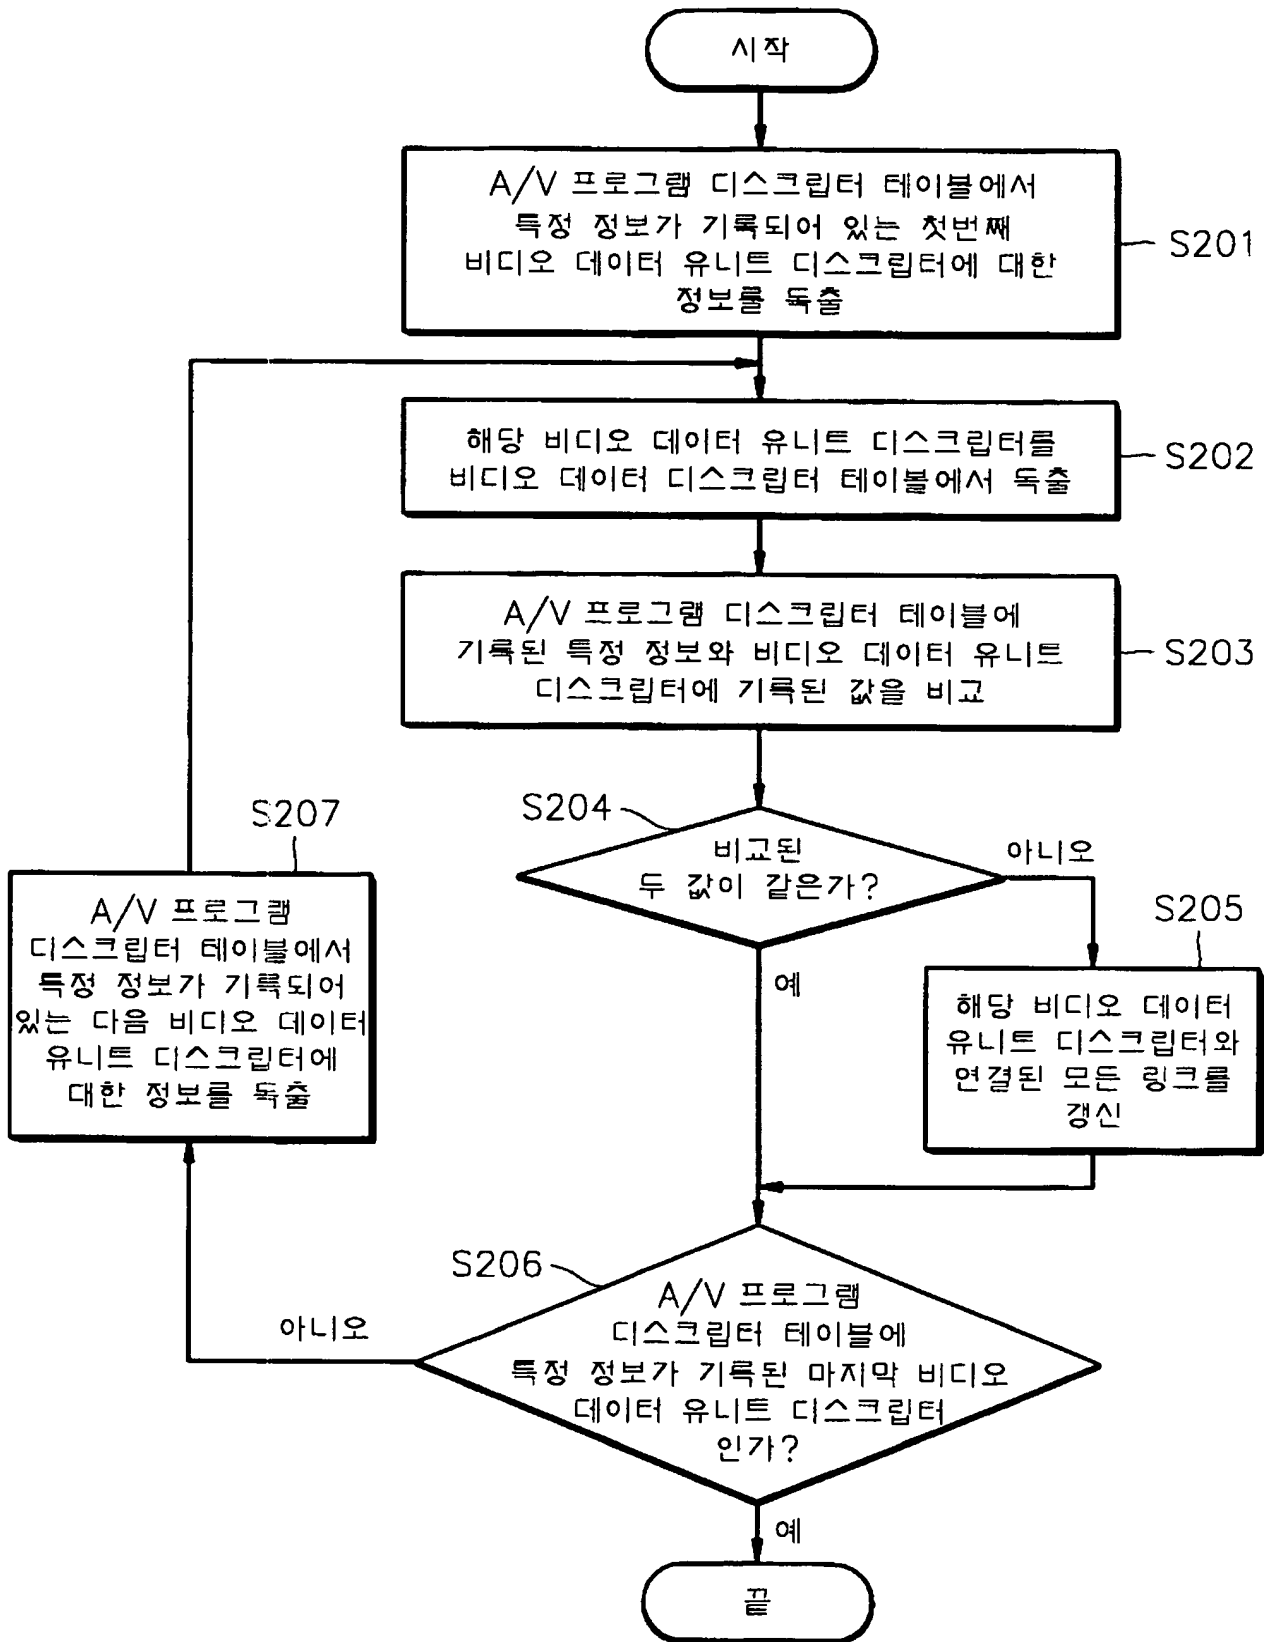 시작
A/V 프로그램 디스크립터 테이블에서
특정 정보가 기록되어 있는 첫번째
비디오 데이터 유니트 디스크립터에 대한
정보를 독출
S201
해당 비디오 데이터 유니트 디스크립터를
비디오 데이터 디스크립터 테이블에서 독출
S202
A/V 프로그램 디스크립터 테이블에
기록된 특정 정보와 비디오 데이터 유니트
디스크립터에 기록된 값을 비교
S203
S204
비교된
두 값이 같은가?
아니오
예
S205
해당 비디오 데이터
유니트 디스크립터와
연결된 모든 링크를
갱신
S207
A/V 프로그램
디스크립터 테이블에서
특정 정보가 기록되어
있는 다음 비디오 데이터
유니트 디스크립터에
대한 정보를 독출
S206
A/V 프로그램
디스크립터 테이블에
특정 정보가 기록된 마지막 비디오
데이터 유니트 디스크립터
인가?
아니오
예
끝